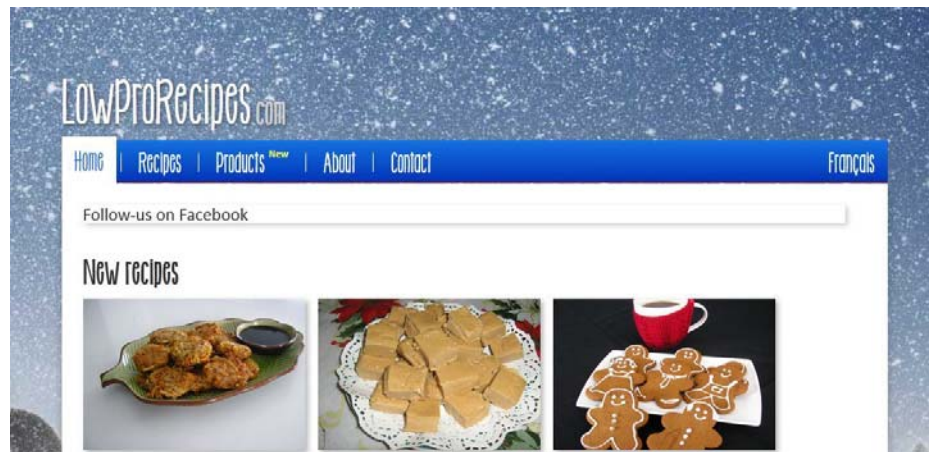 LowProRecipes.com
Home | Recipes | Products New | About | Contact Français
Follow-us on Facebook
New recipes